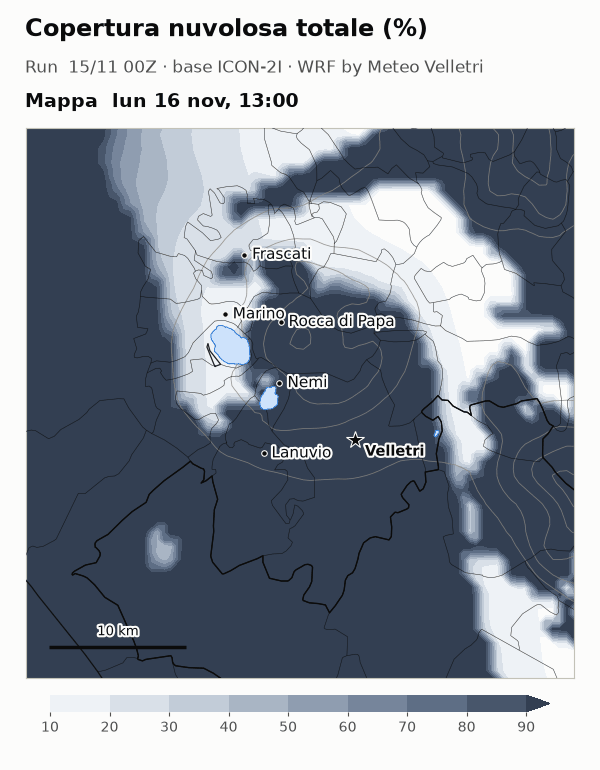 Copertura nuvolosa totale (%)
Run  15/11 00Z · base ICON-2I · WRF by Meteo Velletri
Mappa  lun 16 nov, 13:00
Frascati
Marino
Rocca di Papa
Nemi
Velletri
Lanuvio
10 km
10 20 30 40 50 60 70 80 90